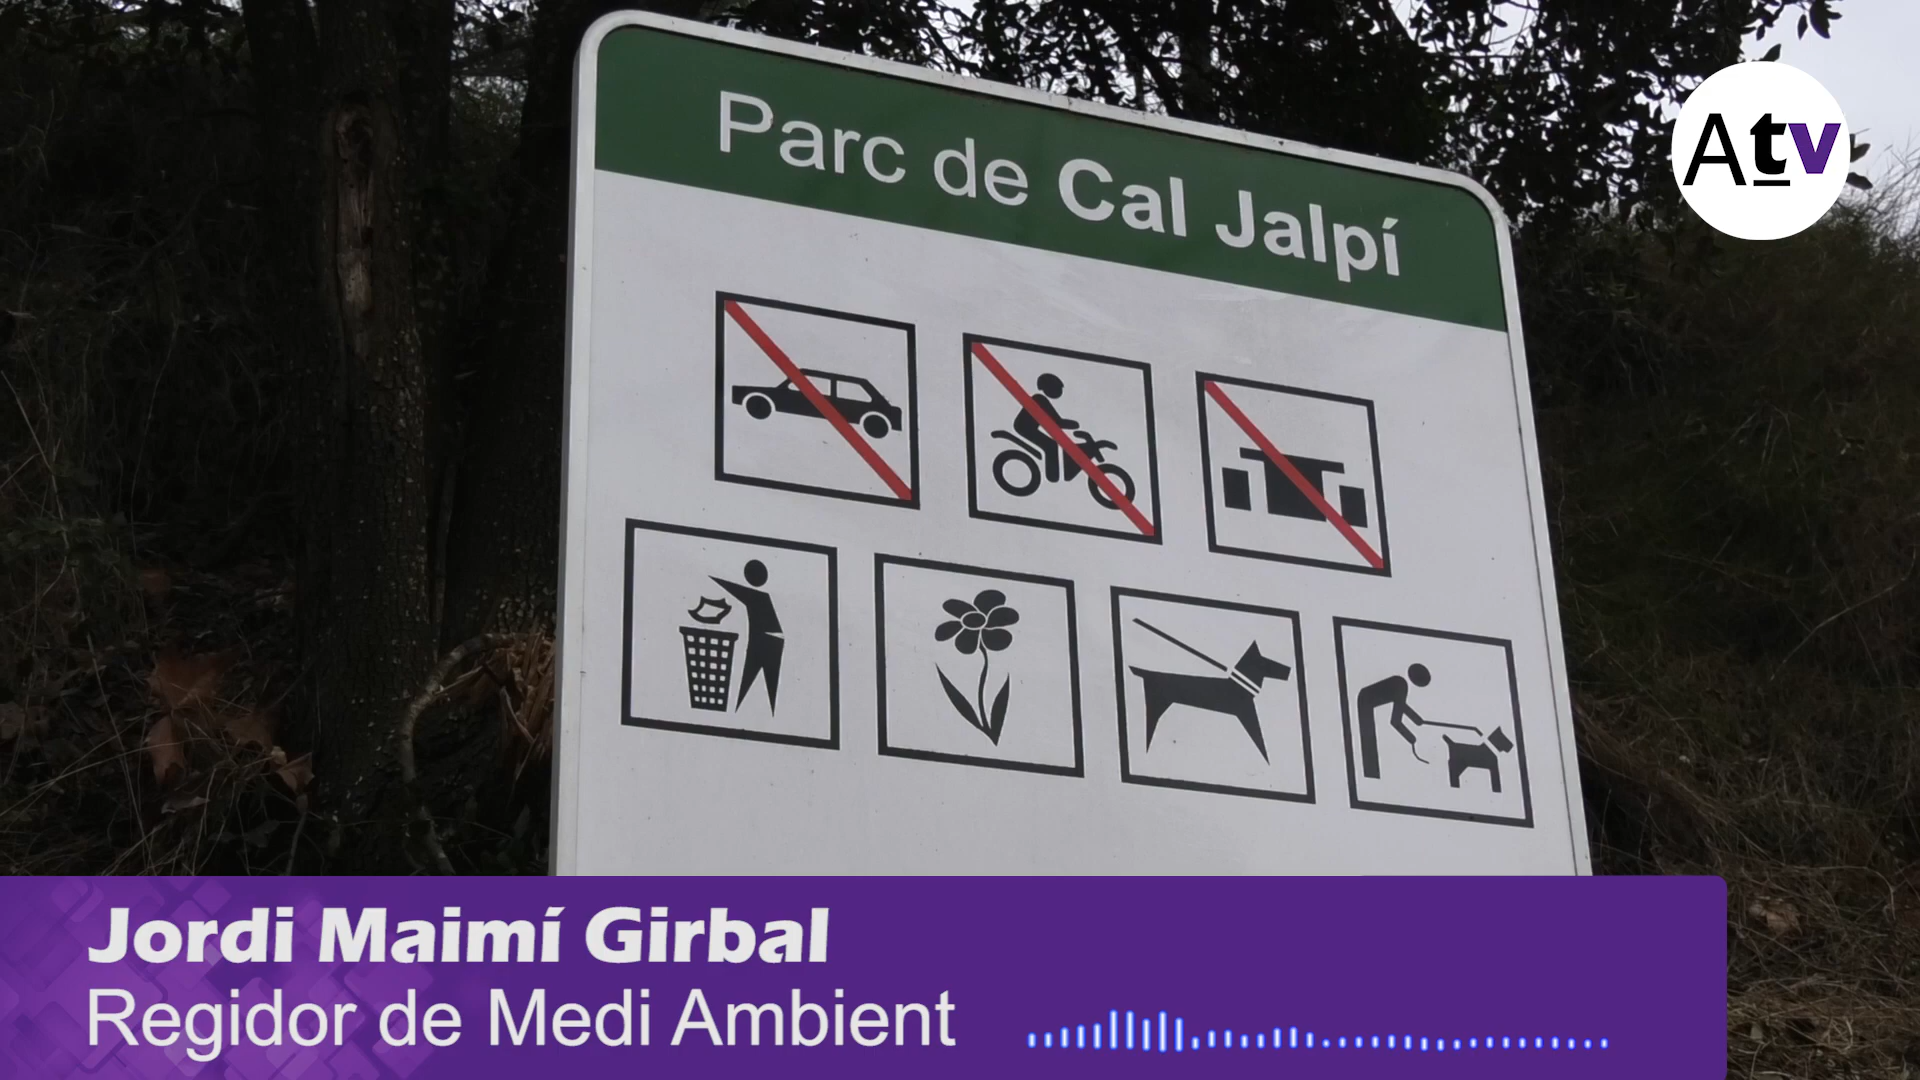 Parc de Cal Jalpí
Atv
Jordi Maimí Girbal
Regidor de Medi Ambient